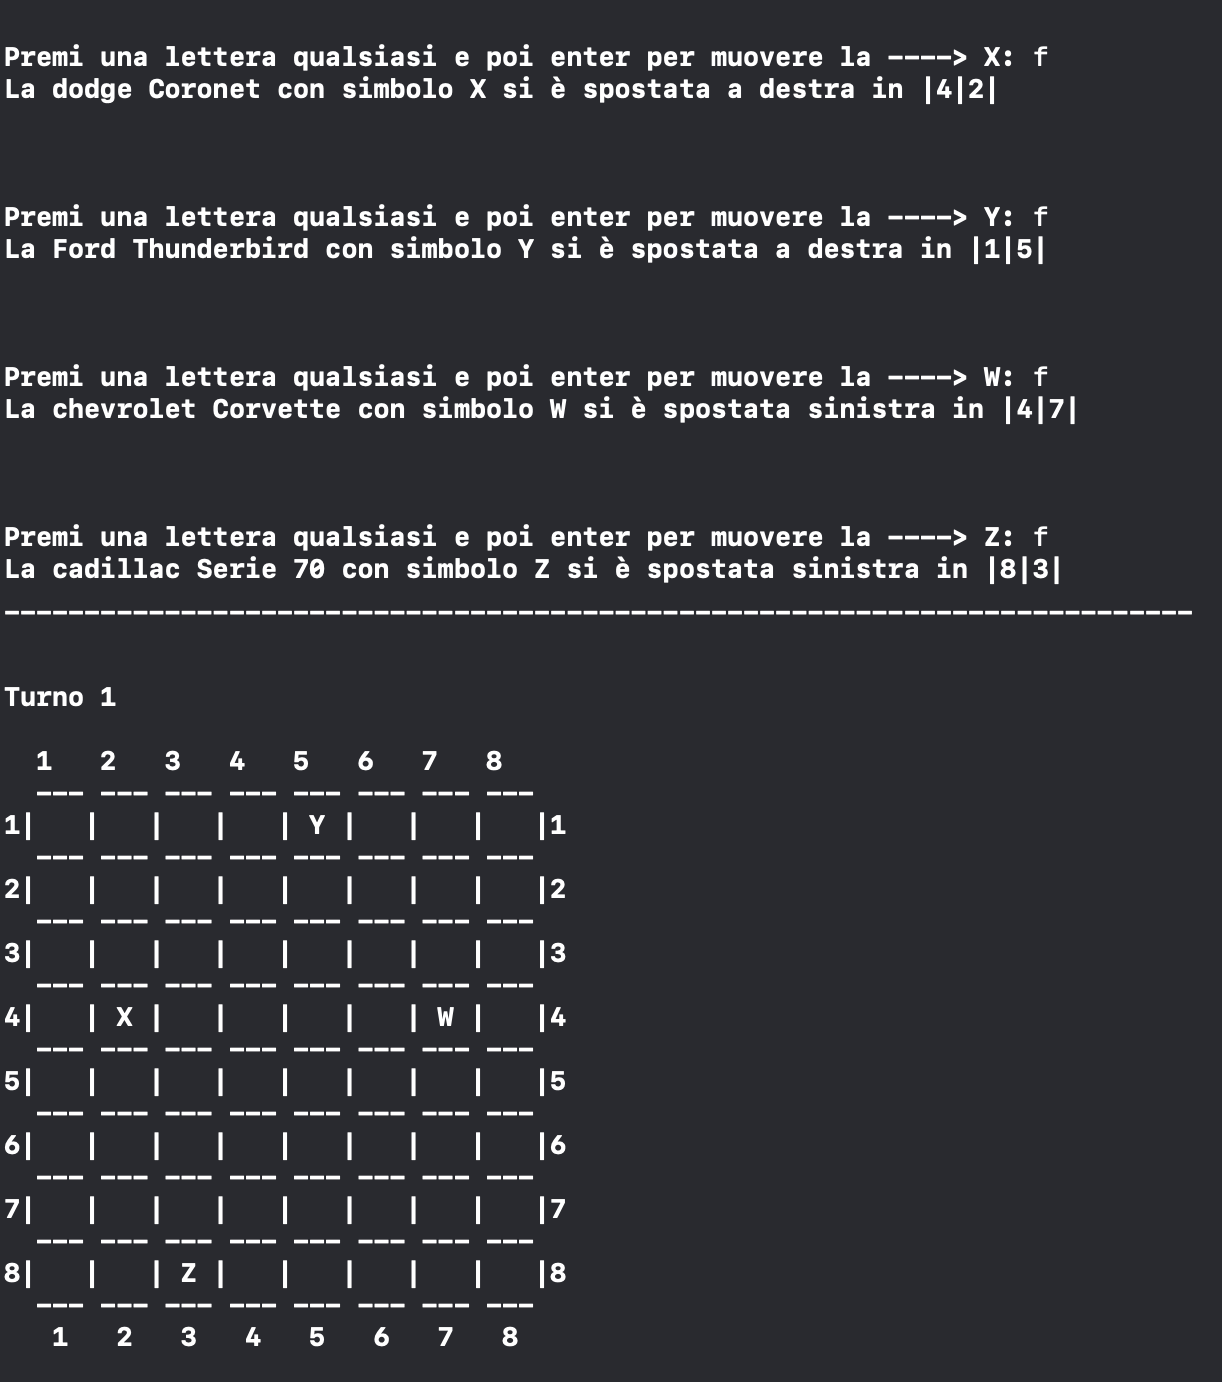 Premi una lettera qualsiasi e poi enter per muovere la ----> X: f
La dodge Coronet con simbolo X si è spostata a destra in |4|2|
Premi una lettera qualsiasi e poi enter per muovere la ----> Y: f
La Ford Thunderbird con simbolo Y si è spostata a destra in |1|5|
Premi una lettera qualsiasi e poi enter per muovere la ----> W: f
La chevrolet Corvette con simbolo W si è spostata sinistra in |4|7|
Premi una lettera qualsiasi e poi enter per muovere la ----> Z: f
La cadillac Serie 70 con simbolo Z si è spostata sinistra in |8|3|
--------------------------------------------------------------------------
Turno 1
  1   2   3   4   5   6   7   8
  --- --- --- --- --- --- --- ---
1|   |   |   |   | Y |   |   |   |1
  --- --- --- --- --- --- --- ---
2|   |   |   |   |   |   |   |   |2
  --- --- --- --- --- --- --- ---
3|   |   |   |   |   |   |   |   |3
  --- --- --- --- --- --- --- ---
4|   | X |   |   |   |   | W |   |4
  --- --- --- --- --- --- --- ---
5|   |   |   |   |   |   |   |   |5
  --- --- --- --- --- --- --- ---
6|   |   |   |   |   |   |   |   |6
  --- --- --- --- --- --- --- ---
7|   |   |   |   |   |   |   |   |7
  --- --- --- --- --- --- --- ---
8|   |   | Z |   |   |   |   |   |8
  --- --- --- --- --- --- --- ---
   1   2   3   4   5   6   7   8